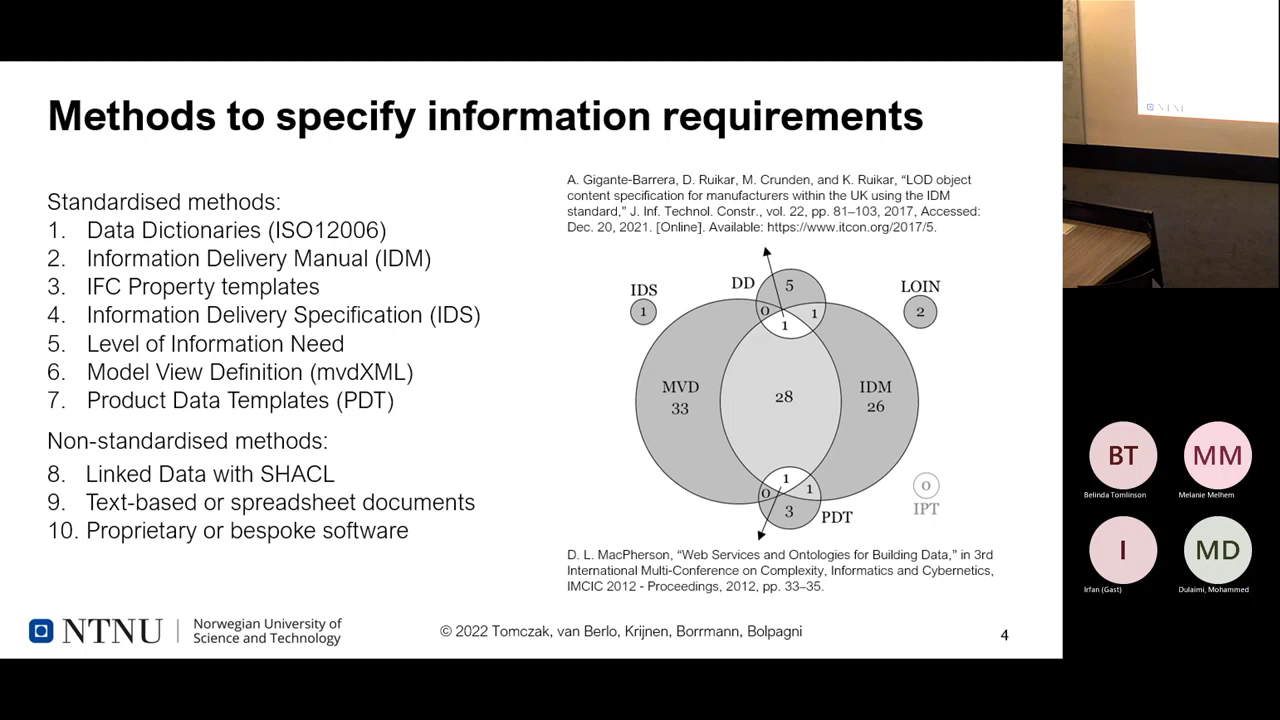 Methods to specify information requirements
Standardised methods:
1. Data Dictionaries (ISO12006)
2. Information Delivery Manual (IDM)
3. IFC Property templates
4. Information Delivery Specification (IDS)
5. Level of Information Need
6. Model View Definition (mvdXML)
7. Product Data Templates (PDT)
Non-standardised methods:
8. Linked Data with SHACL
9. Text-based or spreadsheet documents
10. Proprietary or bespoke software
A. Gigante-Barrera, D. Ruikar, M. Crunden, and K. Ruikar, “LOD object
content specification for manufacturers within the UK using the IDM
standard,” J. Inf. Technol. Constr., vol. 22, pp. 81–103, 2017, Accessed:
Dec. 20, 2021. [Online]. Available: https://www.itcon.org/2017/5.
IDS
1
DD
5
0
1
1
LOIN
2
MVD
33
28
IDM
26
1
0
1
3
PDT
0
IPT
D. L. MacPherson, “Web Services and Ontologies for Building Data,” in 3rd
International Multi-Conference on Complexity, Informatics and Cybernetics,
IMCIC 2012 - Proceedings, 2012, pp. 33–35.
NTNU
Norwegian University of
Science and Technology
© 2022 Tomczak, van Berlo, Krijnen, Borrmann, Bolpagni
4
NTNU
BT
Belinda Tomlinson
MM
Melanie Melhem
I
Irfan (Gast)
MD
Dulaimi, Mohammed